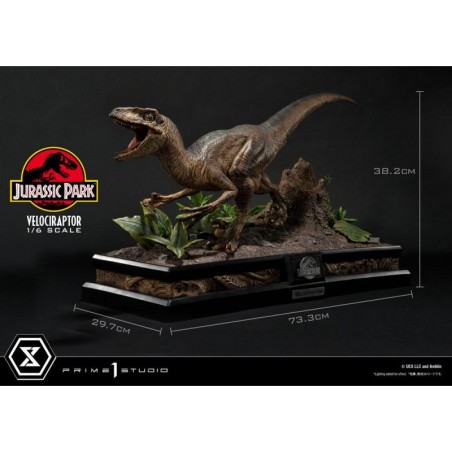 JURASSIC PARK
VELOCIRAPTOR
1/6 SCALE
38.2CM
29.7CM
73.3CM
PRIME 1 STUDIO
© UCS LLC and Amblin